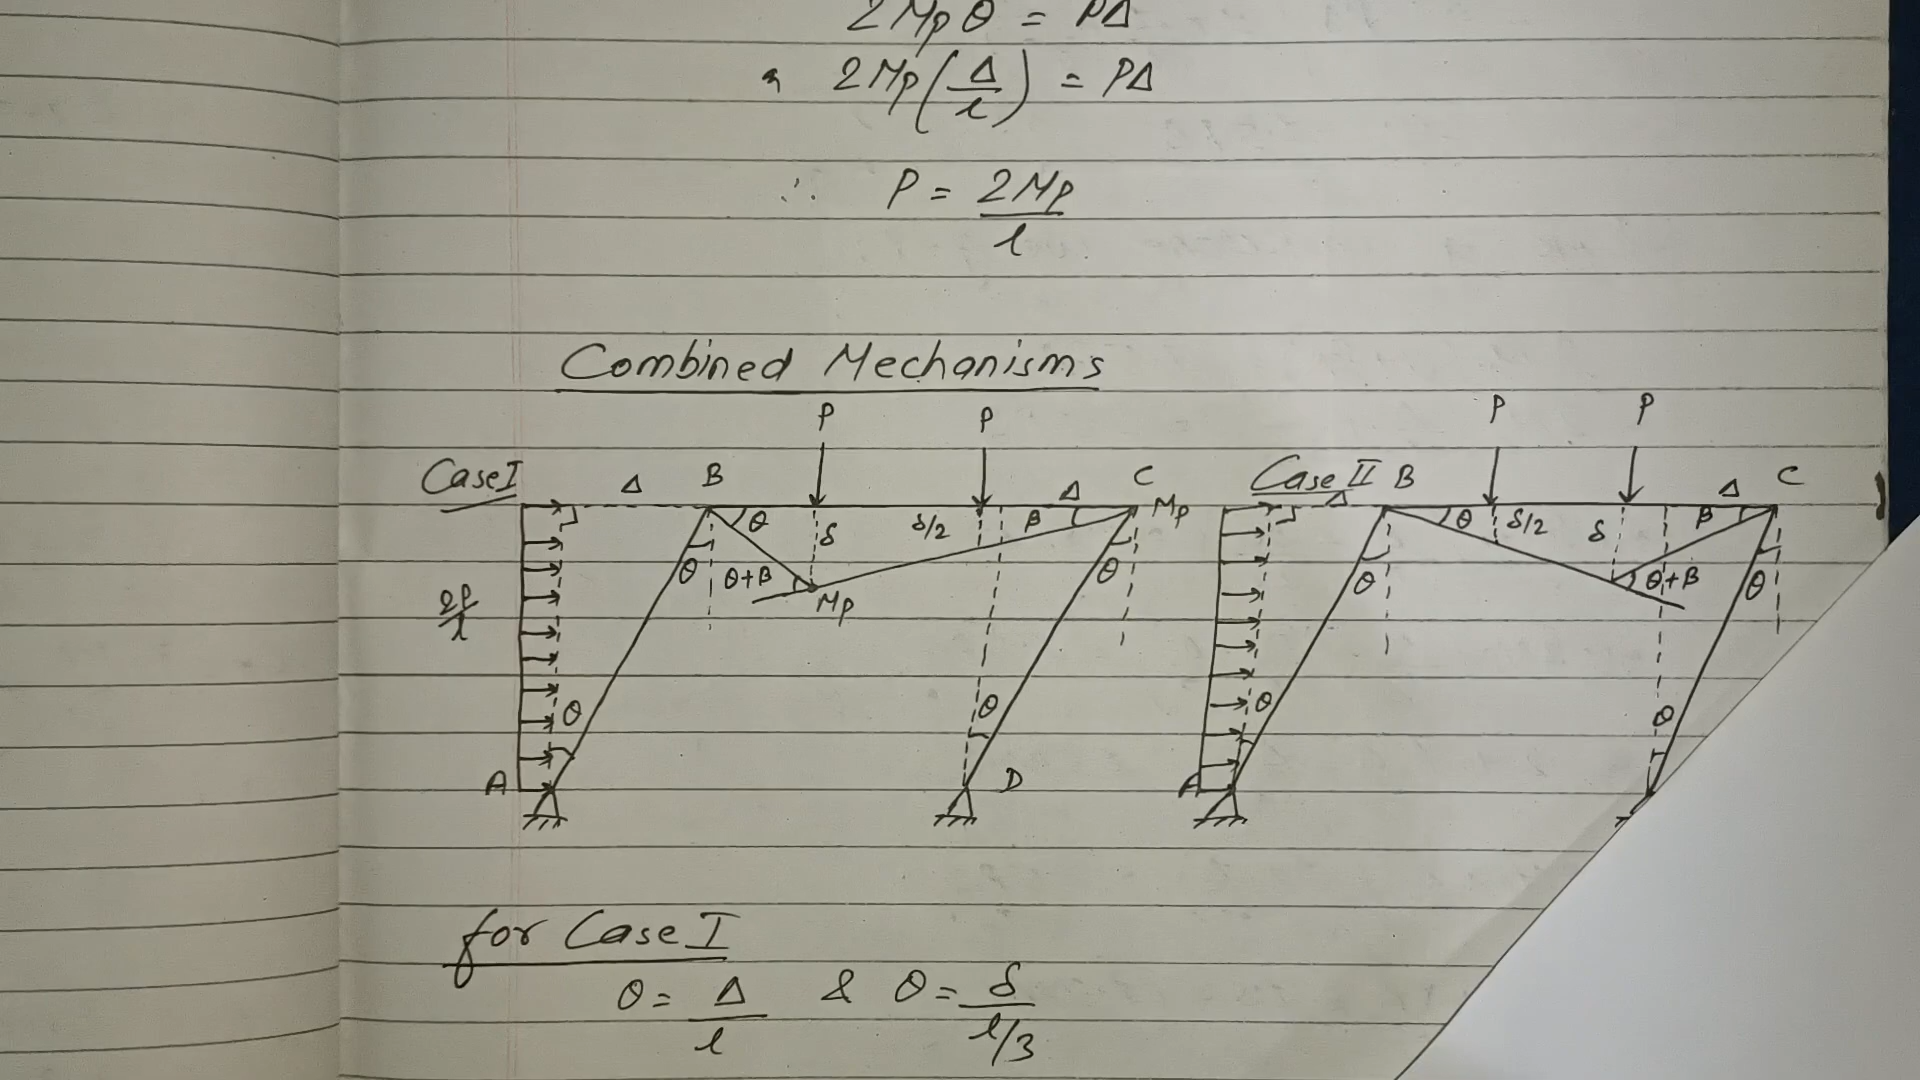 2Mpθ = PΔ
2Mp(Δ/l) = PΔ
∴ P = 2Mp/l
Combined Mechanisms
P P P P
Case I Δ B Δ C Case II Δ B Δ C
θ δ δ/2 β Mp θ δ/2 δ β
θ θ+β Mp θ θ θ+β θ
2P/l
θ θ θ θ
A D A
for Case I
θ = Δ/l & θ = δ/l/3